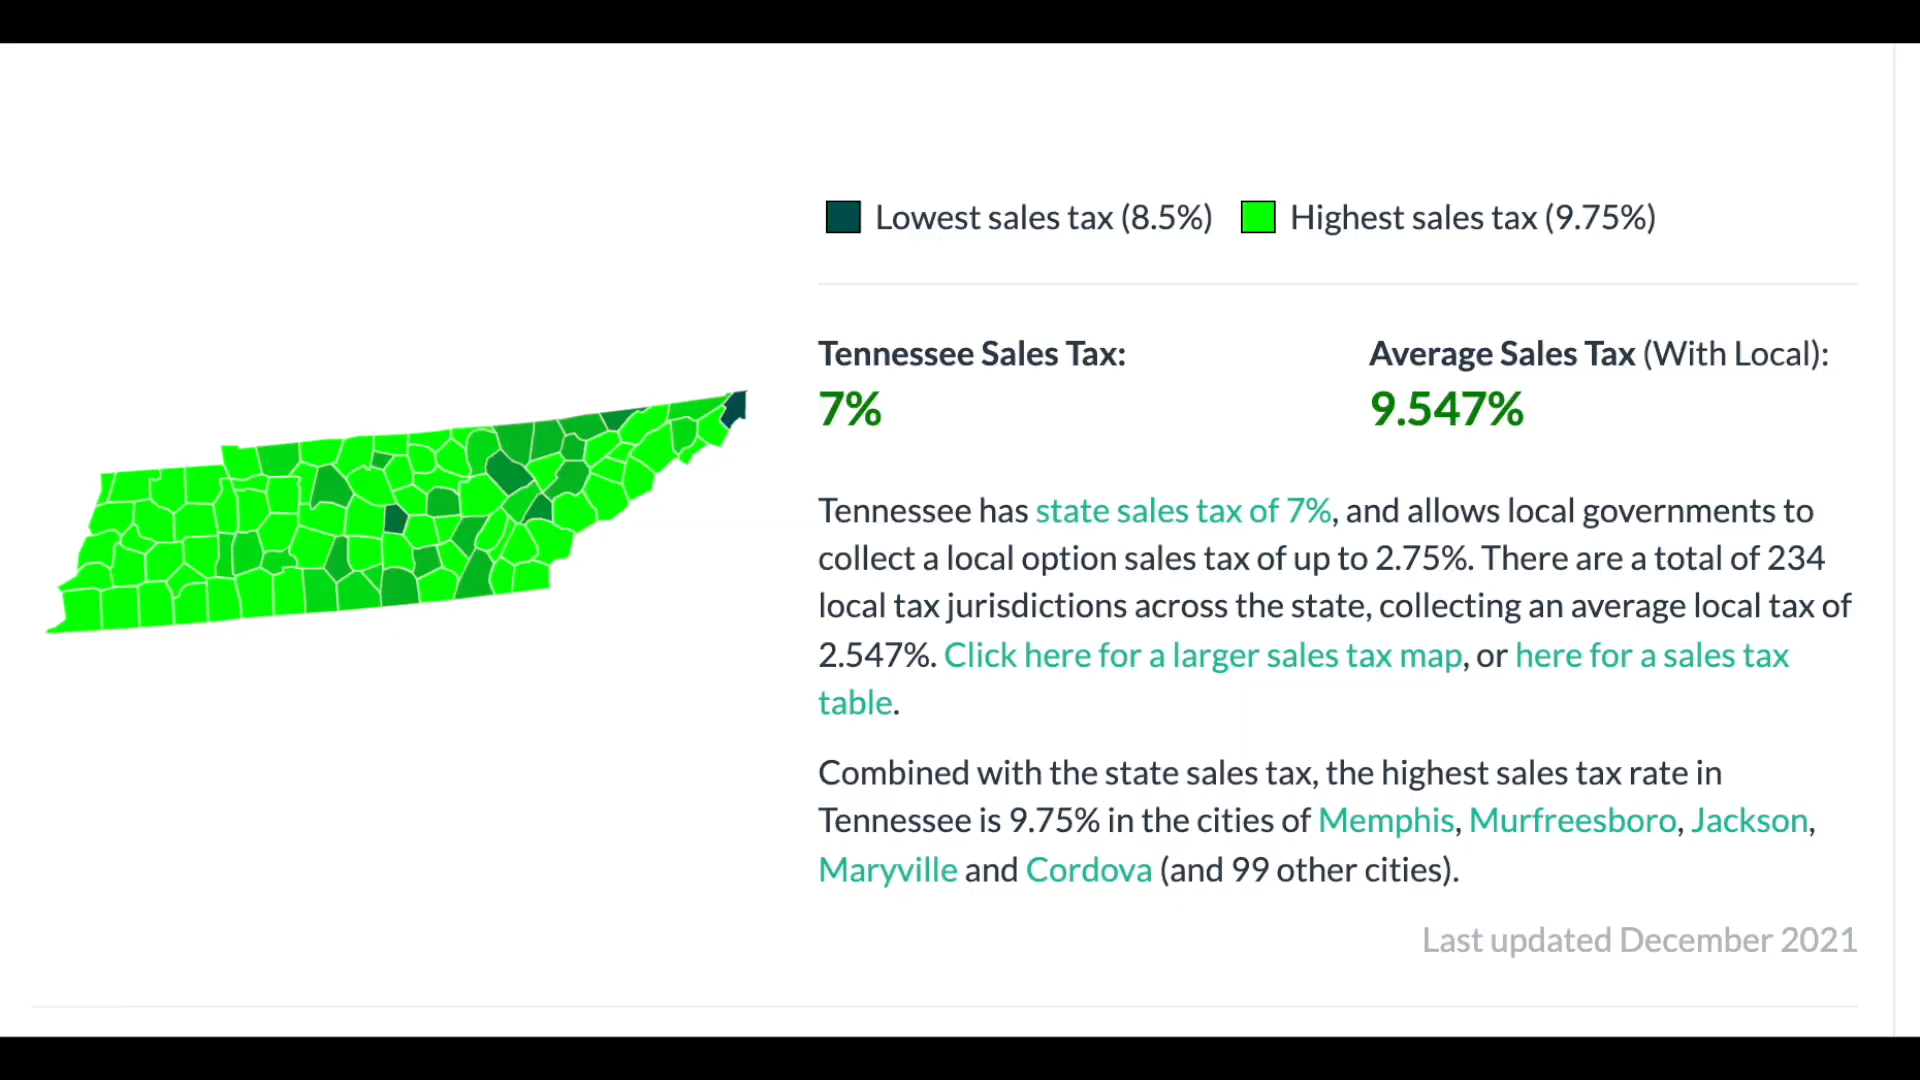 Lowest sales tax (8.5%) Highest sales tax (9.75%)
Tennessee Sales Tax:
7%
Average Sales Tax (With Local):
9.547%
Tennessee has state sales tax of 7%, and allows local governments to
collect a local option sales tax of up to 2.75%. There are a total of 234
local tax jurisdictions across the state, collecting an average local tax of
2.547%. Click here for a larger sales tax map, or here for a sales tax
table.
Combined with the state sales tax, the highest sales tax rate in
Tennessee is 9.75% in the cities of Memphis, Murfreesboro, Jackson,
Maryville and Cordova (and 99 other cities).
Last updated December 2021